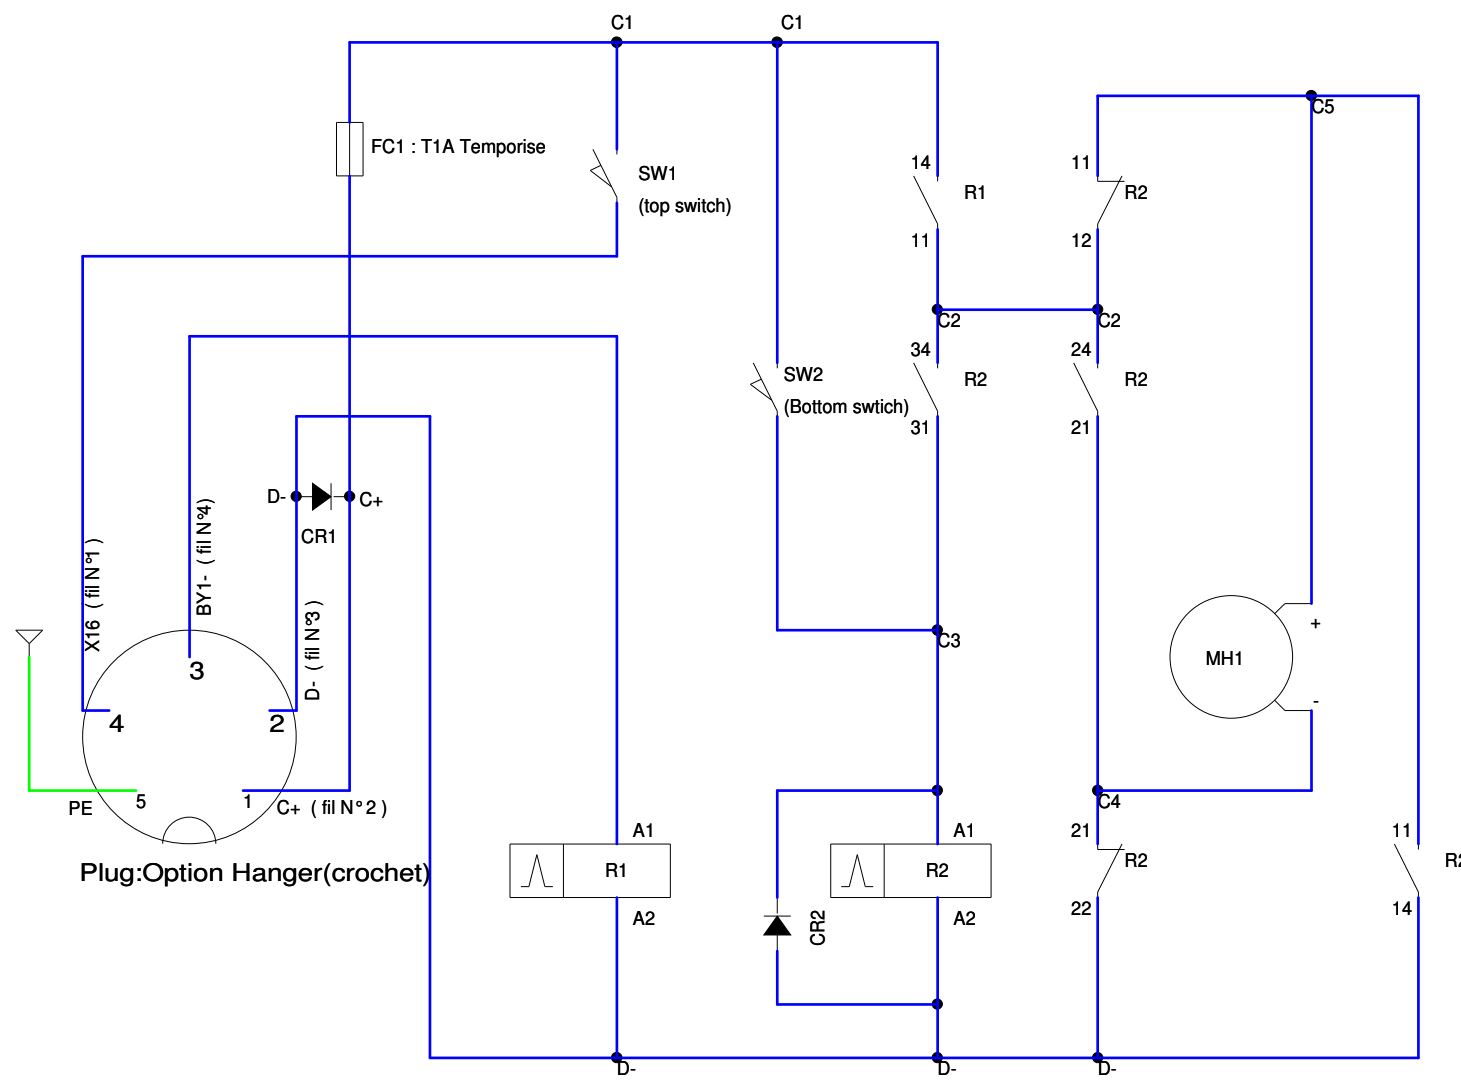 C1
C1
C5
FC1 : T1A Temporise
SW1
(top switch)
14
R1
11
11
R2
12
C2
C2
34
R2
31
24
R2
21
SW2
(Bottom swtich)
D-
C+
CR1
X16 ( fil N°1 )
BY1- ( fil N°4)
D- ( fil N°3 )
C3
MH1
+
-
3
4
2
5
1
PE
C+ ( fil N° 2 )
Plug:Option Hanger(crochet)
A1
R1
A2
A1
R2
A2
CR2
C4
21
R2
22
11
R2
14
D-
D-
D-